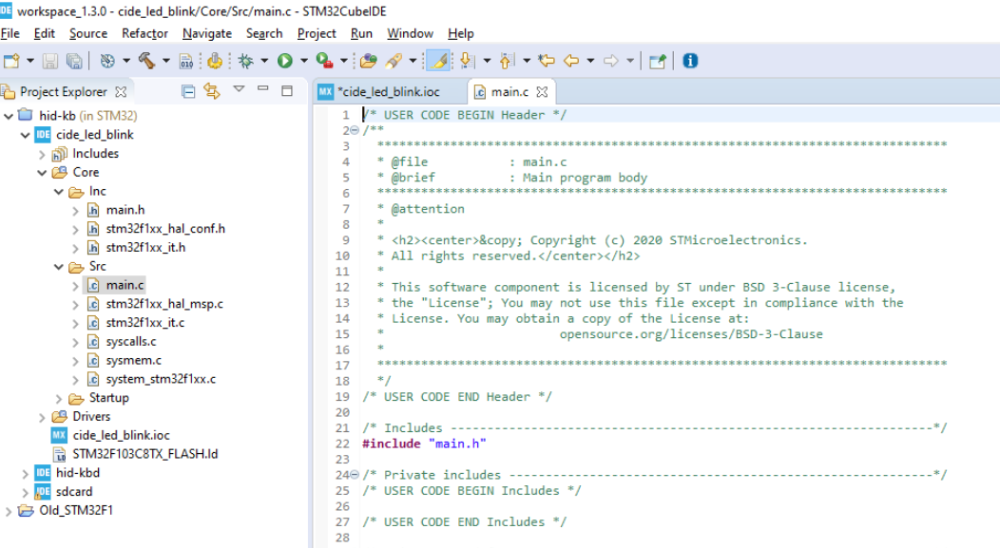 IDE workspace_1.3.0 - cide_led_blink/Core/Src/main.c - STM32CubeIDE
File Edit Source Refactor Navigate Search Project Run Window Help
Project Explorer
hid-kb (in STM32)
IDE cide_led_blink
Includes
Core
Inc
.h main.h
.h stm32f1xx_hal_conf.h
.h stm32f1xx_it.h
Src
.c main.c
.c stm32f1xx_hal_msp.c
.c stm32f1xx_it.c
.c syscalls.c
.c sysmem.c
.c system_stm32f1xx.c
Startup
Drivers
MX cide_led_blink.ioc
STM32F103C8TX_FLASH.ld
IDE hid-kbd
IDE sdcard
Old_STM32F1
MX *cide_led_blink.ioc .c main.c
1 /* USER CODE BEGIN Header */
2 /**
3 ******************************************************************************
4 * @file : main.c
5 * @brief : Main program body
6 ******************************************************************************
7 * @attention
8 *
9 * <h2><center>&copy; Copyright (c) 2020 STMicroelectronics.
10 * All rights reserved.</center></h2>
11 *
12 * This software component is licensed by ST under BSD 3-Clause license,
13 * the "License"; You may not use this file except in compliance with the
14 * License. You may obtain a copy of the License at:
15 * opensource.org/licenses/BSD-3-Clause
16 *
17 ******************************************************************************
18 */
19 /* USER CODE END Header */
20
21 /* Includes ------------------------------------------------------------------*/
22 #include "main.h"
23
24 /* Private includes ----------------------------------------------------------*/
25 /* USER CODE BEGIN Includes */
26
27 /* USER CODE END Includes */
28